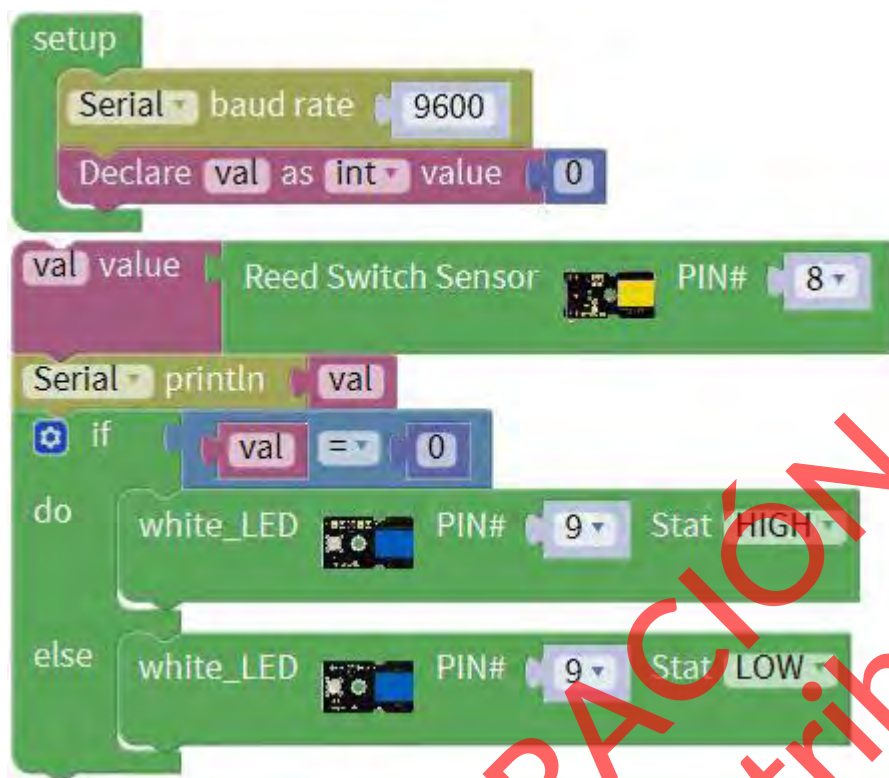 setup
Serial baud rate 9600
Declare val as int value 0
val value Reed Switch Sensor PIN# 8
Serial println val
if val = 0
do white_LED PIN# 9 Stat HIGH
else white_LED PIN# 9 Stat LOW